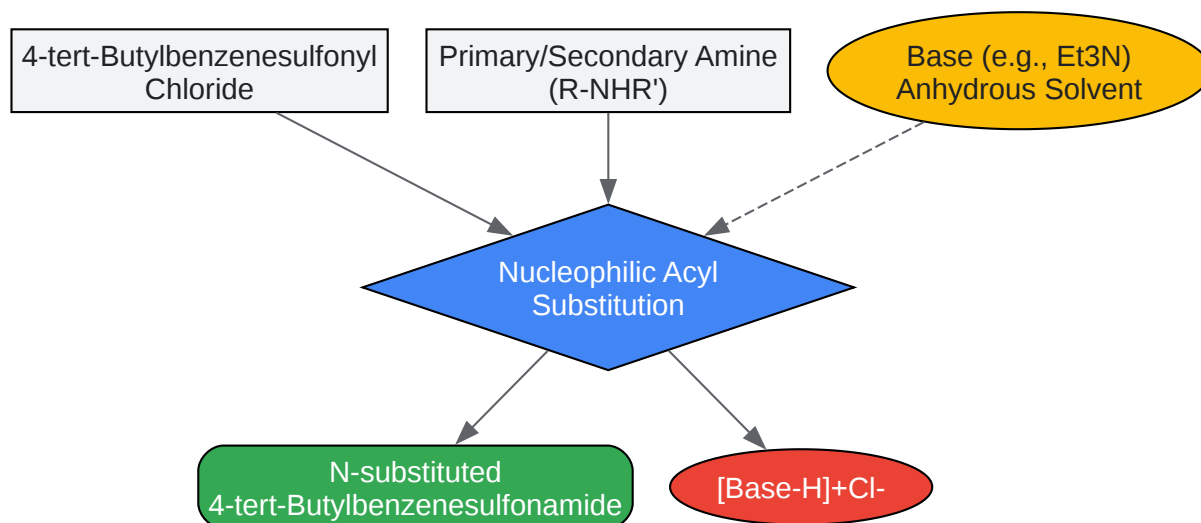 4-tert-Butylbenzenesulfonyl
Chloride
Primary/Secondary Amine
(R-NHR')
Base (e.g., Et3N)
Anhydrous Solvent
Nucleophilic Acyl
Substitution
N-substituted
4-tert-Butylbenzenesulfonamide
[Base-H]+Cl-